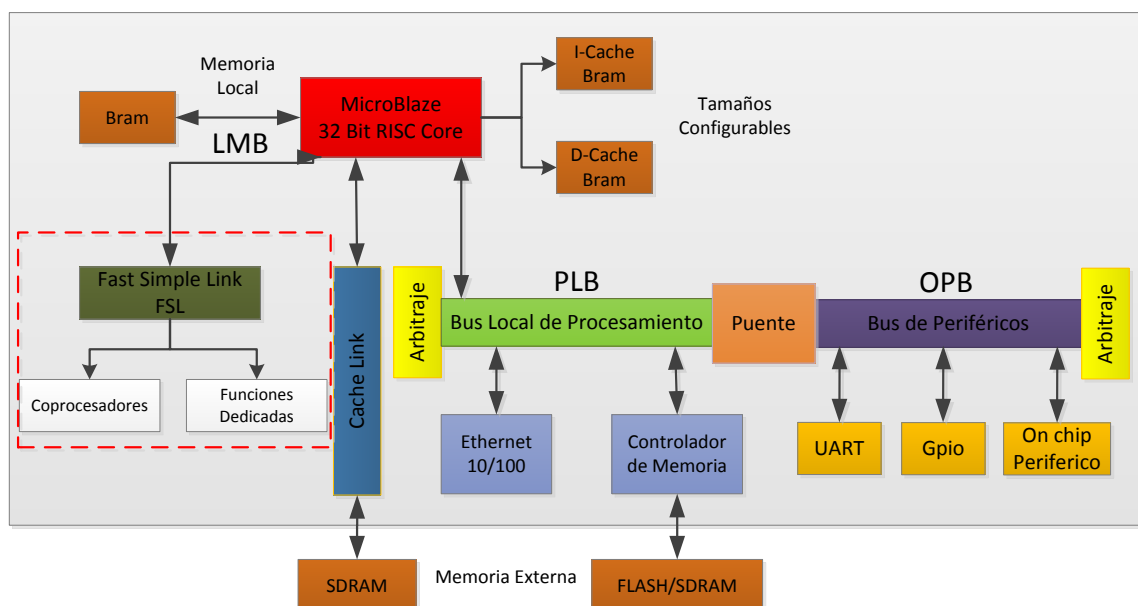 I-Cache
Bram
Memoria
Local
Bram
MicroBlaze
32 Bit RISC Core
Tamaños
Configurables
LMB
D-Cache
Bram
Fast Simple Link
FSL
Coprocesadores
Funciones
Dedicadas
Cache Link
Arbitraje
PLB
Bus Local de Procesamiento
Puente
OPB
Bus de Periféricos
Arbitraje
Ethernet
10/100
Controlador
de Memoria
UART
Gpio
On chip
Periferico
SDRAM
Memoria Externa
FLASH/SDRAM